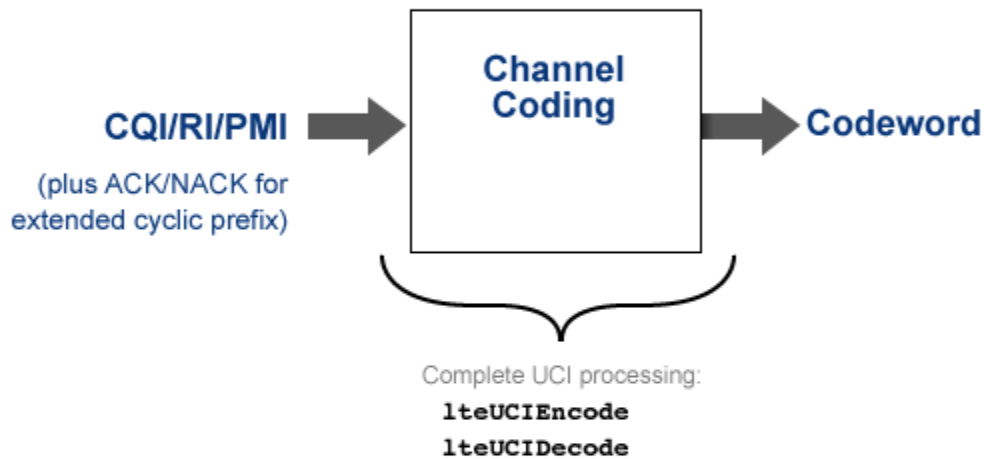 Channel
Coding
CQI/RI/PMI
(plus ACK/NACK for
extended cyclic prefix)
Codeword
Complete UCI processing:
lteUCIEncode
lteUCIDecode